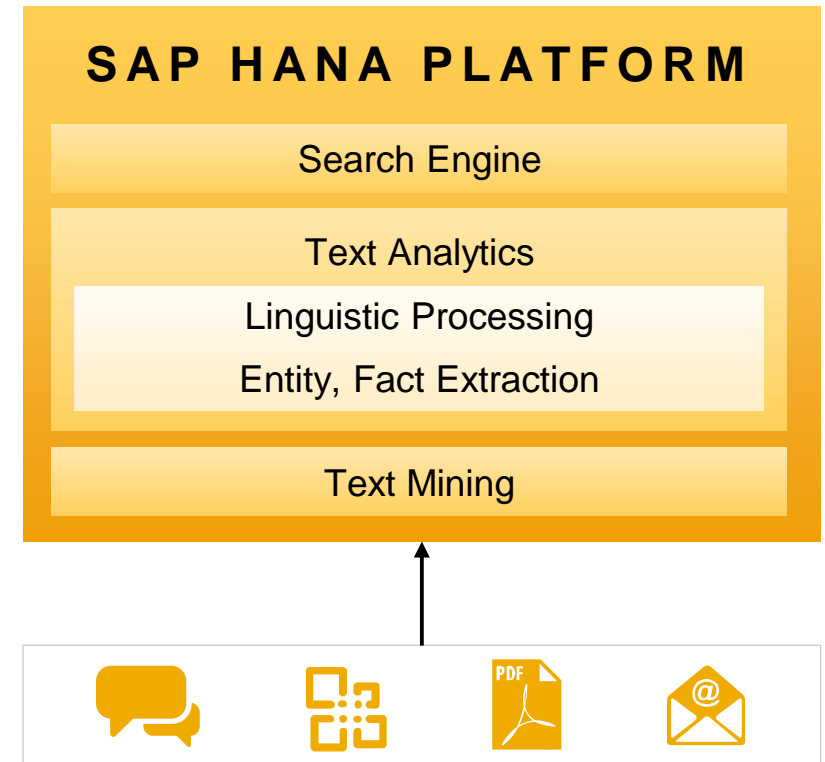 SAP HANA PLATFORM
Search Engine
Text Analytics
Linguistic Processing
Entity, Fact Extraction
Text Mining
PDF
@